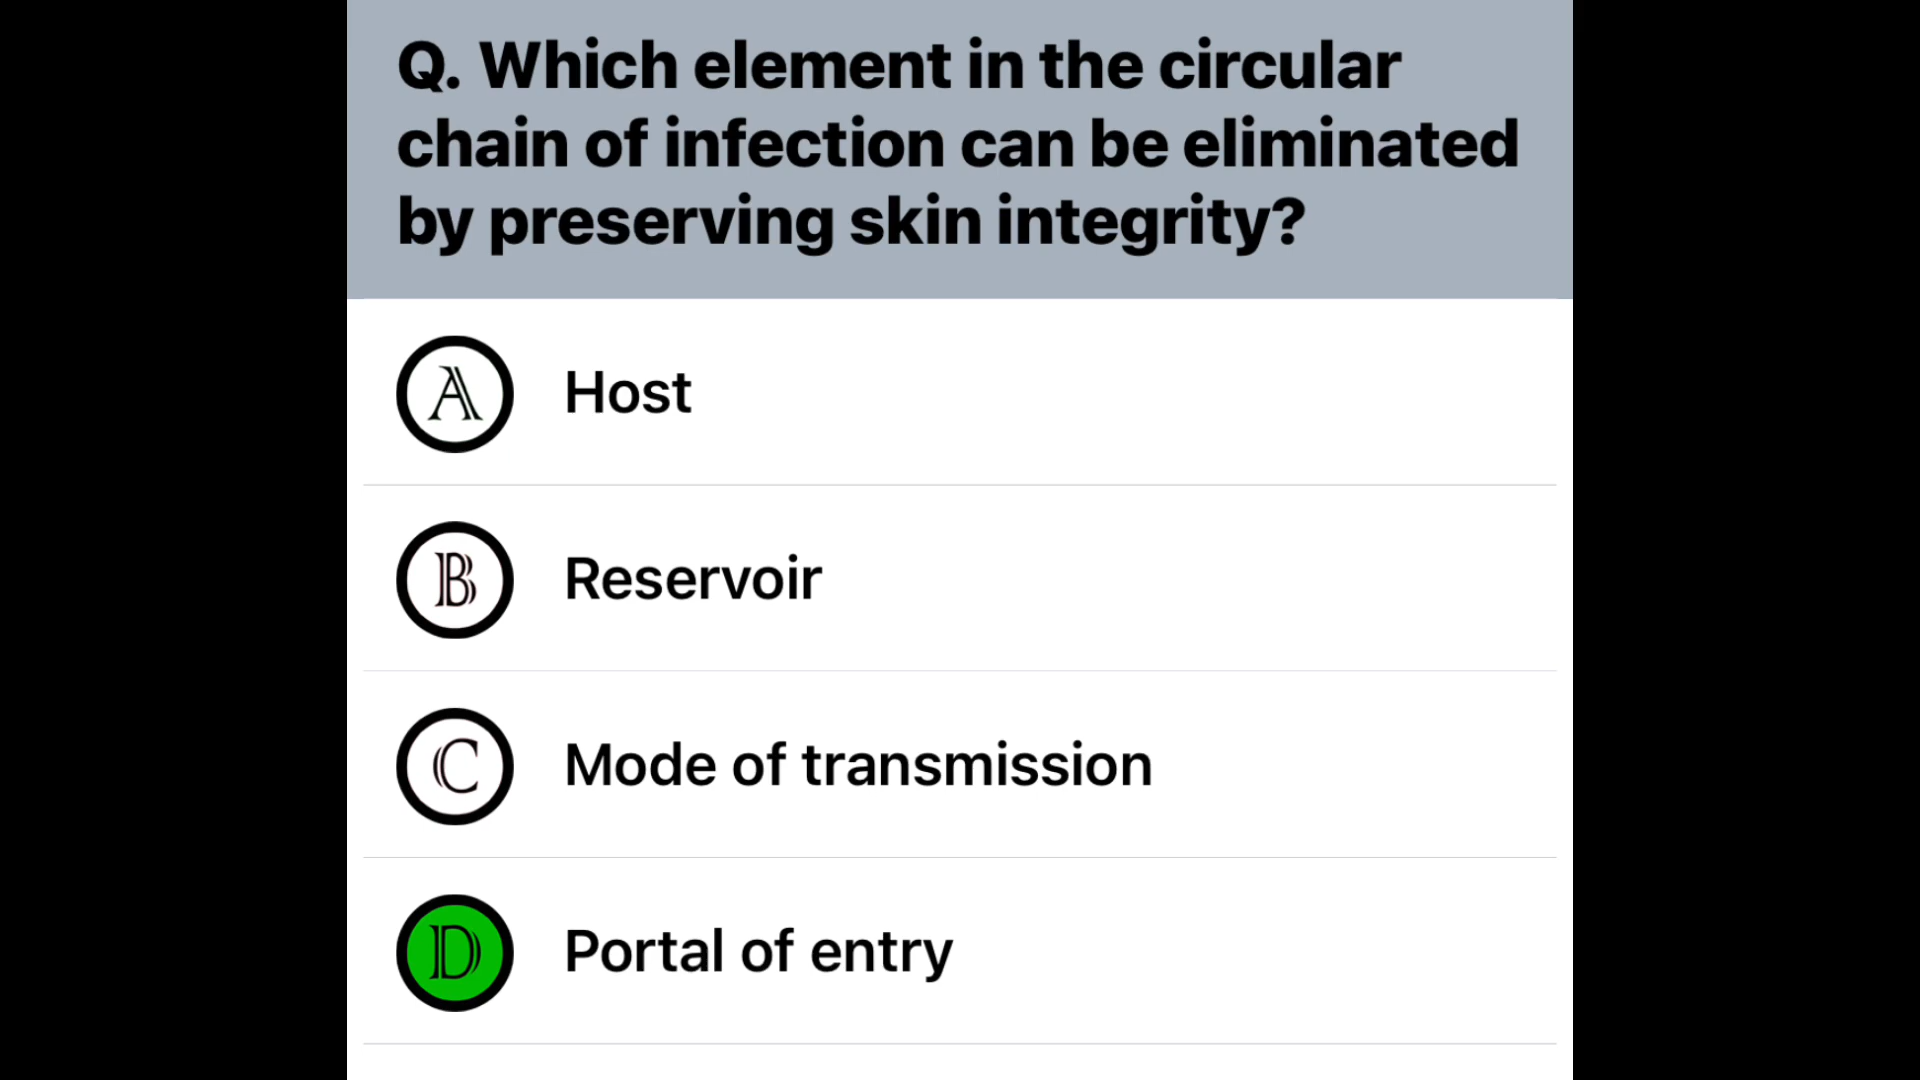 Q. Which element in the circular
chain of infection can be eliminated
by preserving skin integrity?
A Host
B Reservoir
C Mode of transmission
D Portal of entry